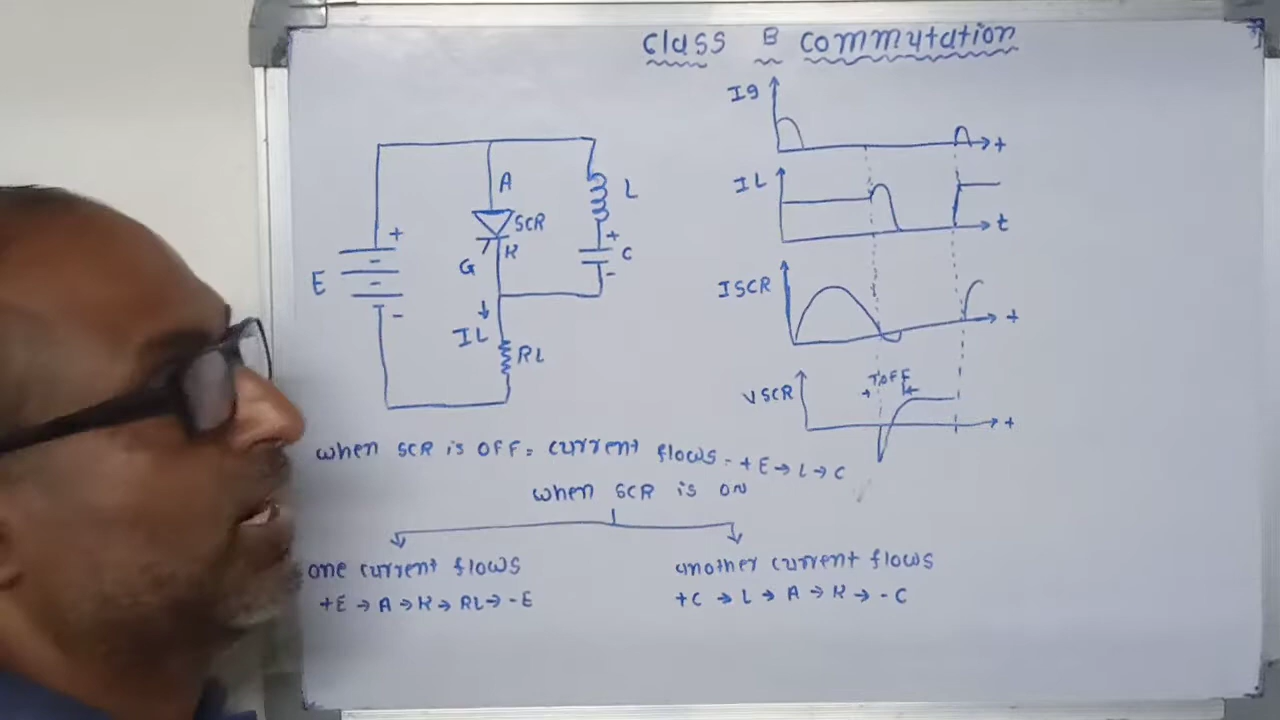 Class B Commutation
A
SCR
K
G
IL
RL
L
+
C
-
E
+
-
Ig
t
IL
t
ISCR
t
TOFF
VSCR
t
when SCR is OFF = current flows - +E → L → C
when SCR is ON
one current flows
+E → A → K → RL → -E
another current flows
+C → L → A → K → -C